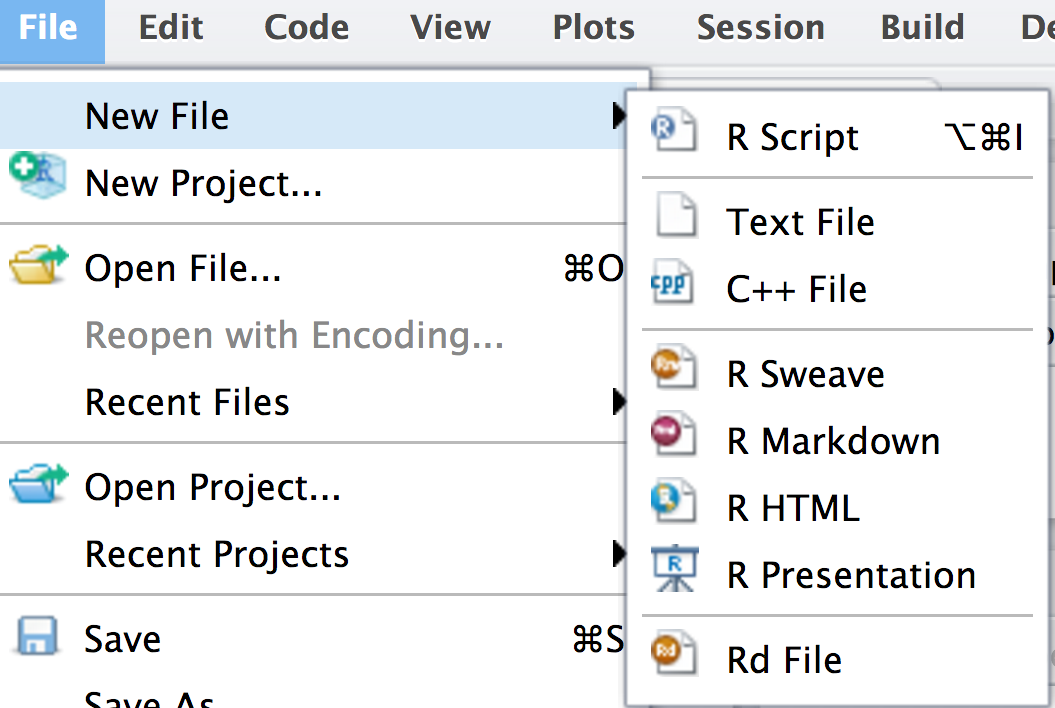 File Edit Code View Plots Session Build
New File
New Project...
Open File... ⌘O
Reopen with Encoding...
Recent Files
Open Project...
Recent Projects
Save ⌘S
Save As
R Script ⌥⌘I
Text File
C++ File
R Sweave
R Markdown
R HTML
R Presentation
Rd File